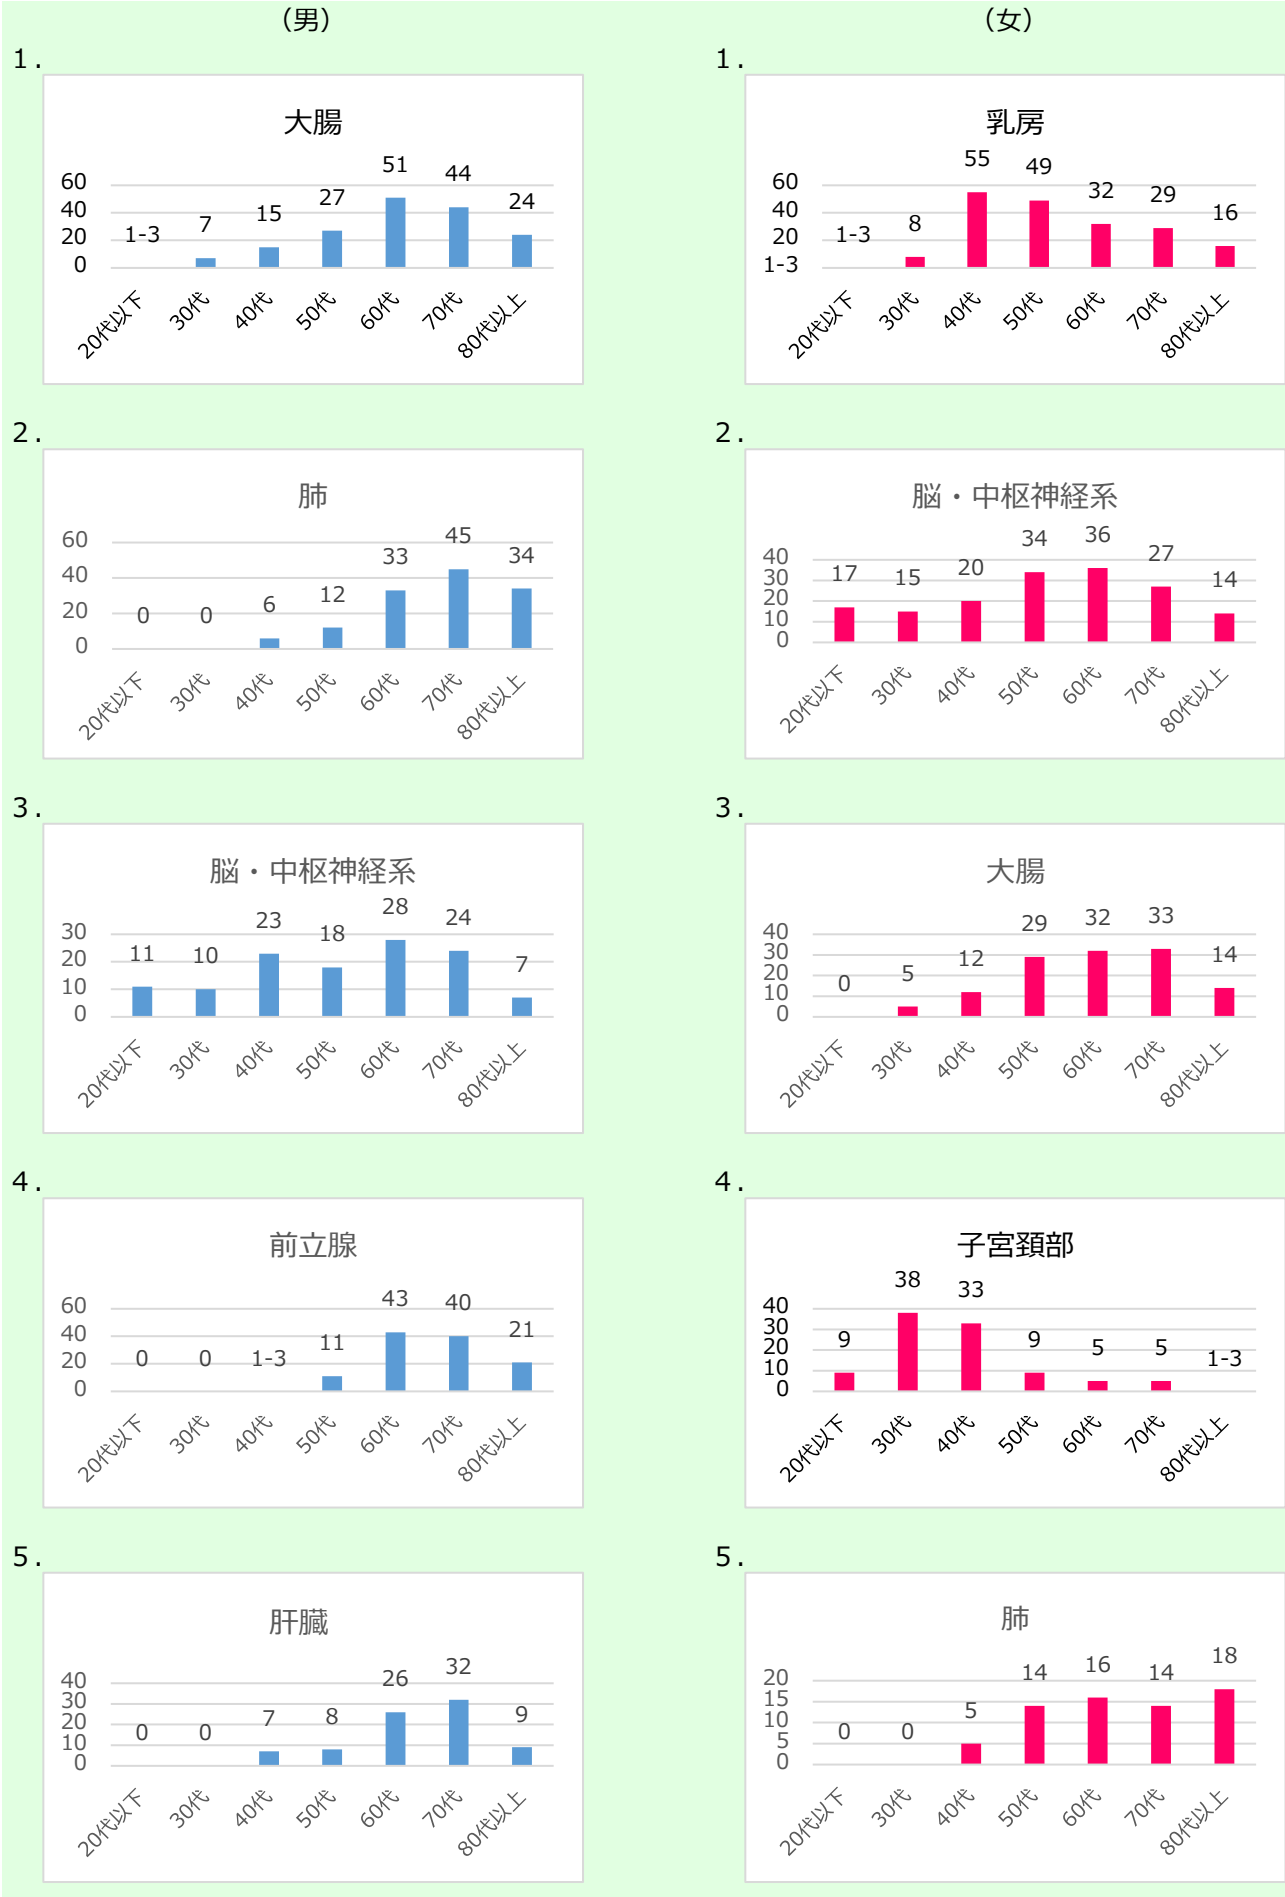 （男）
1.
大腸
60
40
20
0
1-3
7
15
27
51
44
24
20代以下
30代
40代
50代
60代
70代
80代以上
2.
肺
60
40
20
0
0
0
6
12
33
45
34
20代以下
30代
40代
50代
60代
70代
80代以上
3.
脳・中枢神経系
30
20
10
0
11
10
23
18
28
24
7
20代以下
30代
40代
50代
60代
70代
80代以上
4.
前立腺
60
40
20
0
0
0
1-3
11
43
40
21
20代以下
30代
40代
50代
60代
70代
80代以上
5.
肝臓
40
30
20
10
0
0
0
7
8
26
32
9
20代以下
30代
40代
50代
60代
70代
80代以上
（女）
1.
乳房
60
40
20
1-3
1-3
8
55
49
32
29
16
20代以下
30代
40代
50代
60代
70代
80代以上
2.
脳・中枢神経系
40
30
20
10
0
17
15
20
34
36
27
14
20代以下
30代
40代
50代
60代
70代
80代以上
3.
大腸
40
30
20
10
0
0
5
12
29
32
33
14
20代以下
30代
40代
50代
60代
70代
80代以上
4.
子宮頚部
40
30
20
10
0
9
38
33
9
5
5
1-3
20代以下
30代
40代
50代
60代
70代
80代以上
5.
肺
20
15
10
5
0
0
0
5
14
16
14
18
20代以下
30代
40代
50代
60代
70代
80代以上